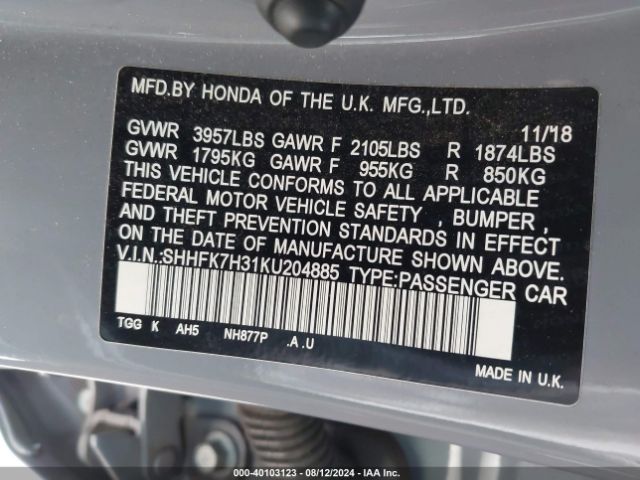 MFD.BY HONDA OF THE U.K. MFG.,LTD.
11/18
GVWR 3957LBS GAWR F 2105LBS R 1874LBS
GVWR 1795KG GAWR F 955KG R 850KG
THIS VEHICLE CONFORMS TO ALL APPLICABLE
FEDERAL MOTOR VEHICLE SAFETY , BUMPER ,
AND THEFT PREVENTION STANDARDS IN EFFECT
ON THE DATE OF MANUFACTURE SHOWN ABOVE.
V.I.N.:SHHFK7H31KU204885 TYPE:PASSENGER CAR
TGG K AH5 NH877P .A.U
MADE IN U.K.
000-40103123 - 08/12/2024 - IAA Inc.